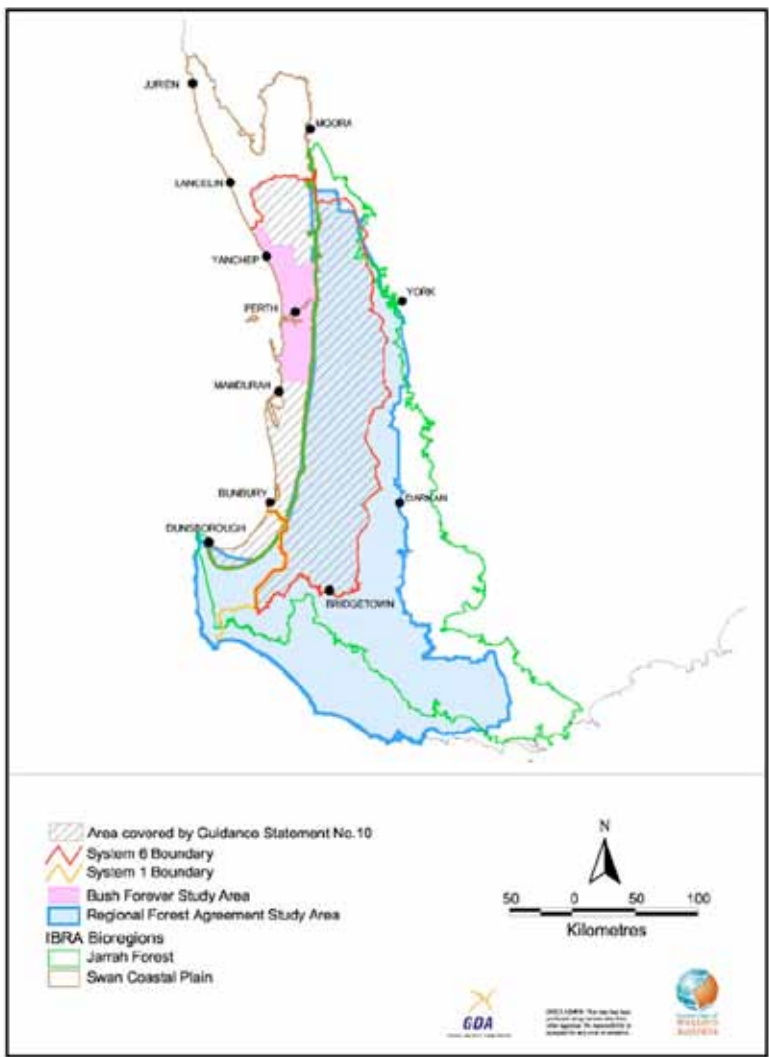 JURIEN
MOORA
LANCELIN
YANCHEP
YORK
PERTH
MANDURAH
BUNBURY
DARKAN
DUNSBOROUGH
BRIDGETOWN
Area covered by Guidance Statement No.10
System 6 Boundary
System 1 Boundary
Bush Forever Study Area
Regional Forest Agreement Study Area
IBRA Bioregions
Jarrah Forest
Swan Coastal Plain
N
50 0 50 100
Kilometres
GDA